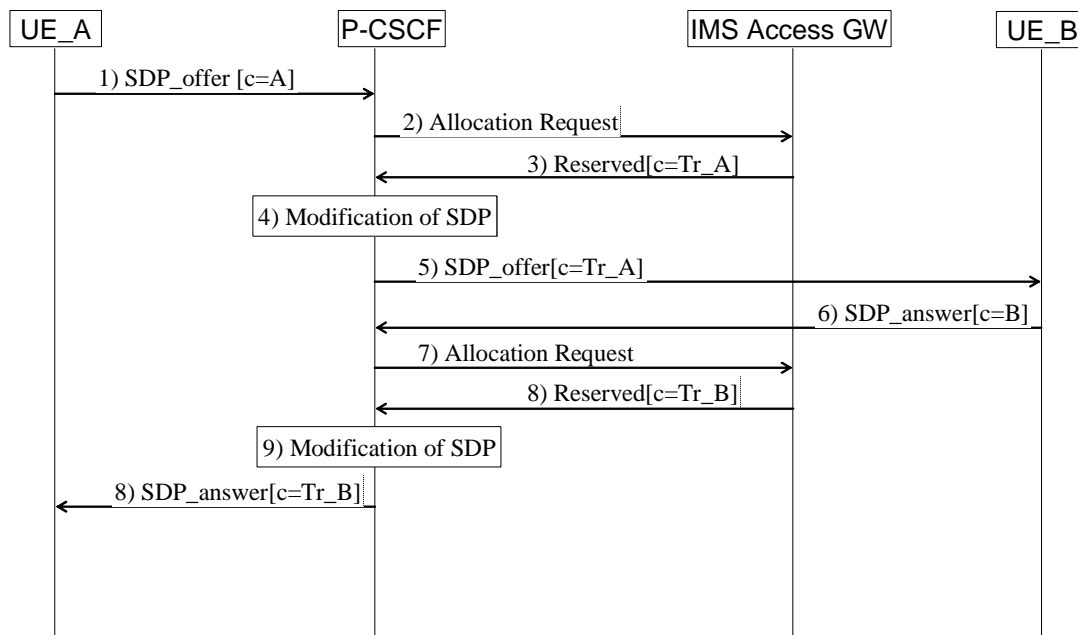 UE_A
P-CSCF
IMS Access GW
UE_B
1) SDP_offer [c=A]
2) Allocation Request
3) Reserved[c=Tr_A]
4) Modification of SDP
5) SDP_offer[c=Tr_A]
6) SDP_answer[c=B]
7) Allocation Request
8) Reserved[c=Tr_B]
9) Modification of SDP
8) SDP_answer[c=Tr_B]